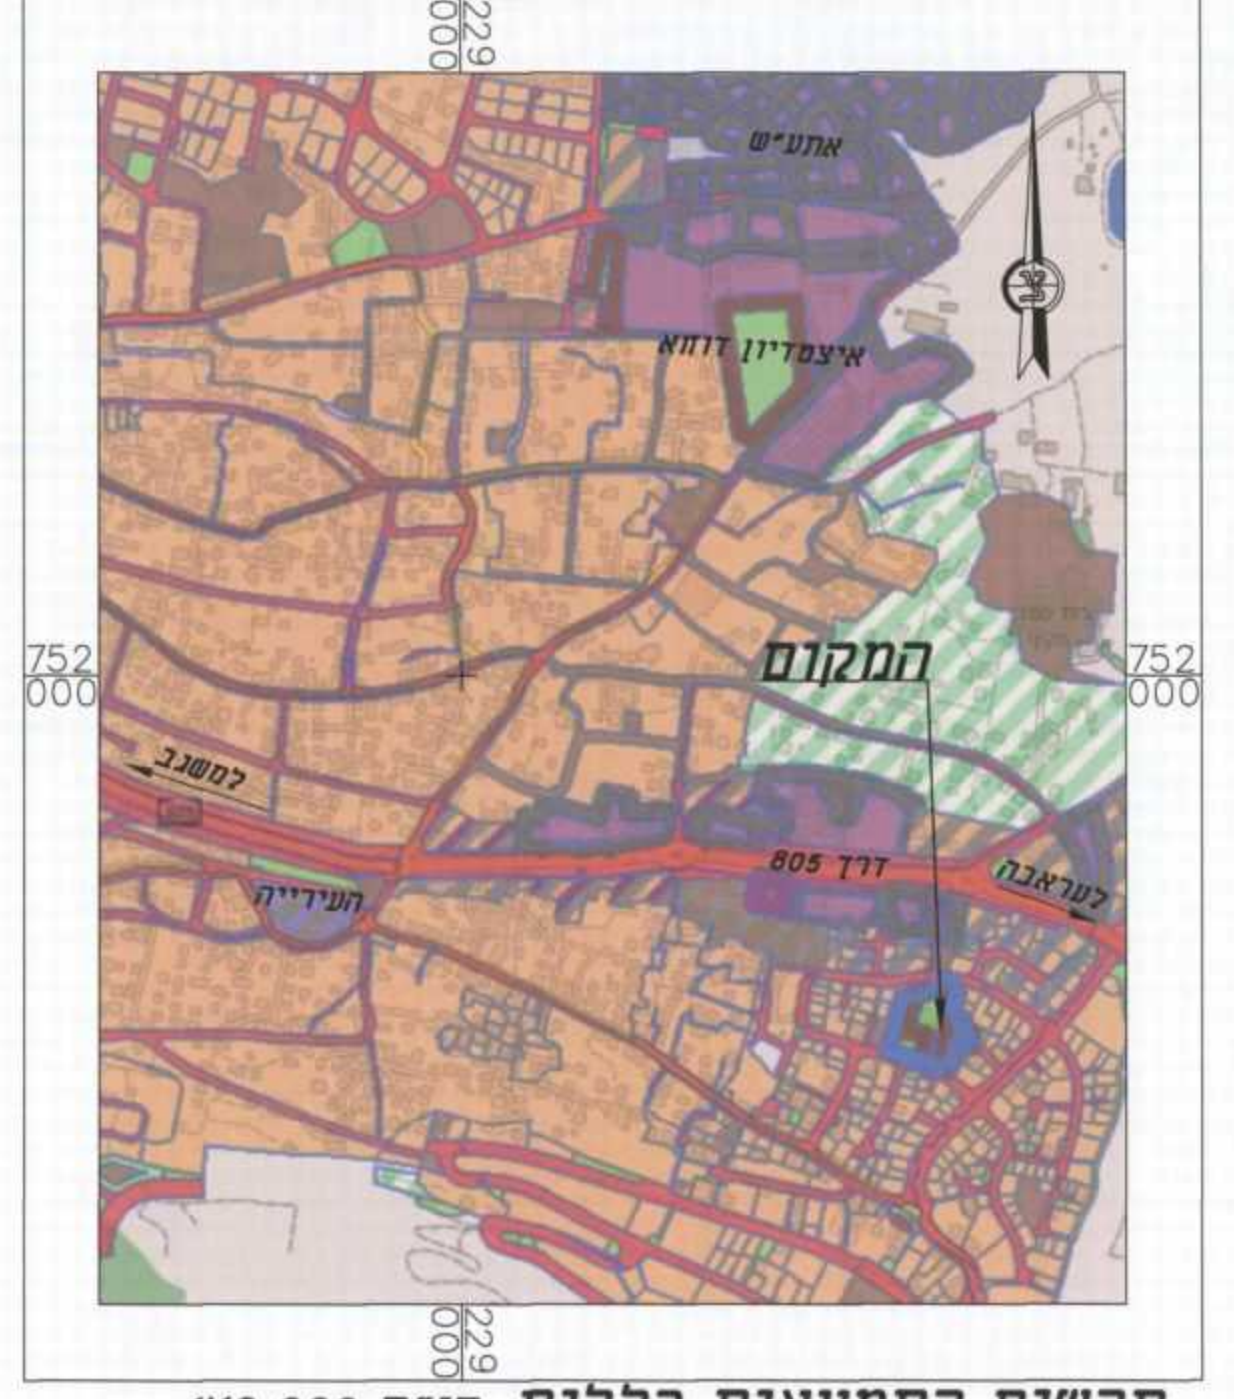 229
000
אתע"ש
איצטדיון דוחא
752
000
המקום
752
000
למשגב
דרך 805
לעראבה
העירייה
229
000